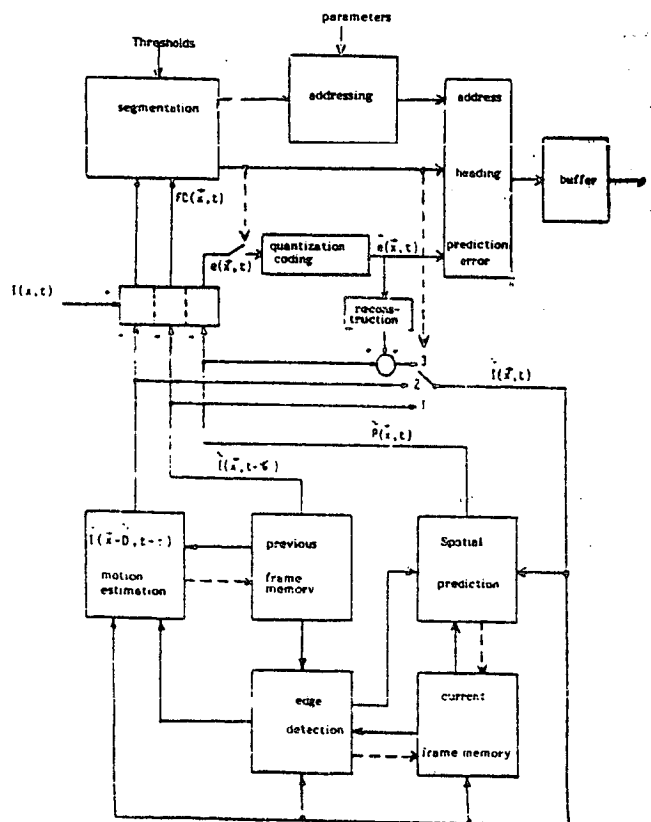 parameters
Thresholds
segmentation
addressing
address
heading
buffer
FD(x⃗,t)
quantization
coding
e(x⃗,t)
ẽ(x⃗,t)
prediction
error
I(x,t)
recons-
truction
3
2
1
Ĩ(x⃗,t)
P̃(x⃗,t)
Ĩ(x⃗,t-τ)
Ĩ(x⃗-D̃,t-τ)
motion
estimation
previous
frame
memory
Spatial
prediction
edge
detection
current
frame memory